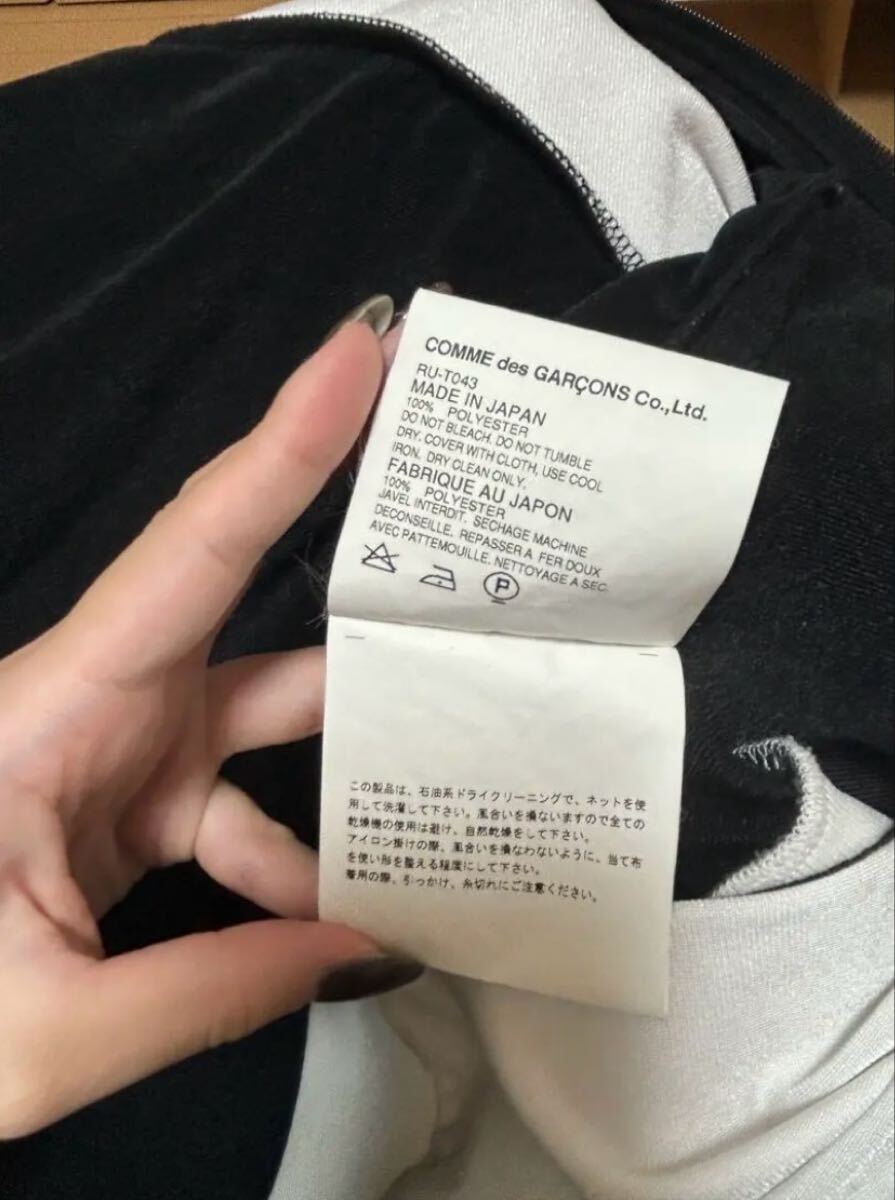 COMME des GARÇONS Co.,Ltd.
RU-T043
MADE IN JAPAN
100% POLYESTER
DO NOT BLEACH. DO NOT TUMBLE
DRY. COVER WITH CLOTH, USE COOL
IRON. DRY CLEAN ONLY.
FABRIQUE AU JAPON
100% POLYESTER
JAVEL INTERDIT. SECHAGE MACHINE
DECONSEILLE. REPASSER A FER DOUX
AVEC PATTEMOUILLE. NETTOYAGE A SEC.
P
この製品は、石油系ドライクリーニングで、ネットを使
用して洗濯して下さい。風合いを損ないますので全ての
乾燥機の使用は避け、自然乾燥をして下さい。
アイロン掛けの際、風合いを損なわないように、当て布
を使い形を整える程度にして下さい。
着用の際、引っかけ、糸切れにご注意ください。